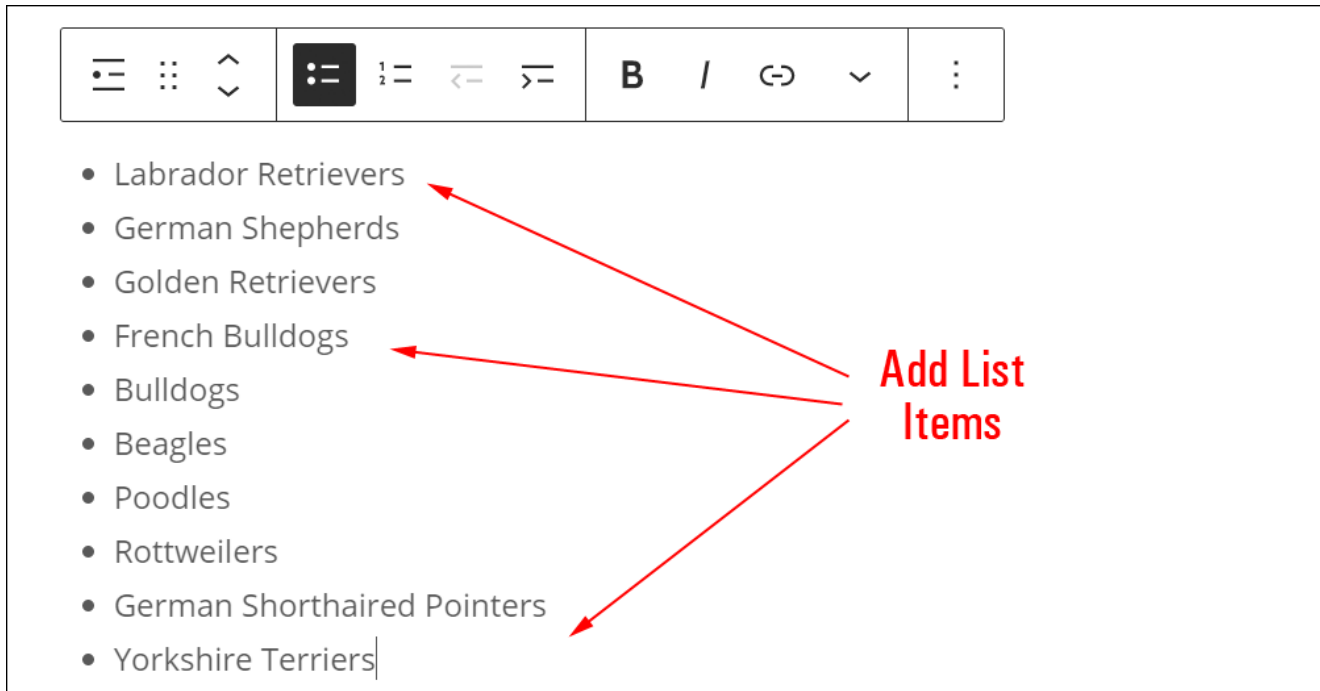 B I
Labrador Retrievers
German Shepherds
Golden Retrievers
French Bulldogs
Bulldogs
Beagles
Poodles
Rottweilers
German Shorthaired Pointers
Yorkshire Terriers
Add List
Items